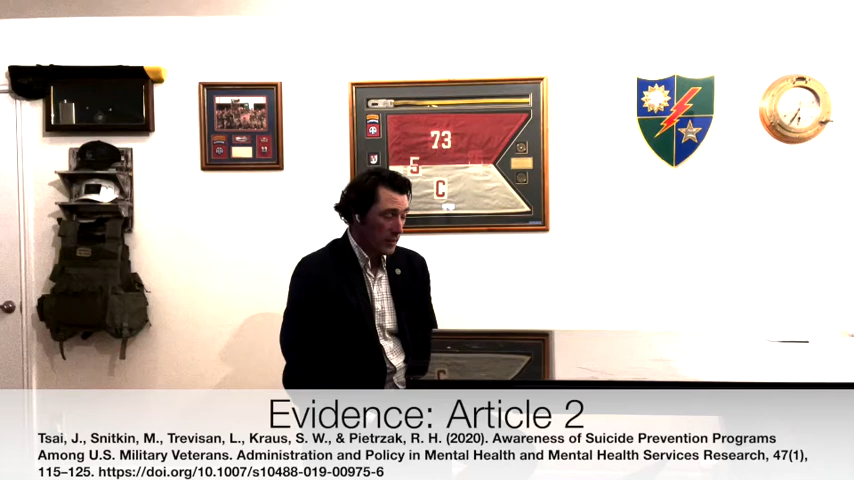 73
5
C
C
Evidence: Article 2
Tsai, J., Snitkin, M., Trevisan, L., Kraus, S. W., & Pietrzak, R. H. (2020). Awareness of Suicide Prevention Programs
Among U.S. Military Veterans. Administration and Policy in Mental Health and Mental Health Services Research, 47(1),
115–125. https://doi.org/10.1007/s10488-019-00975-6